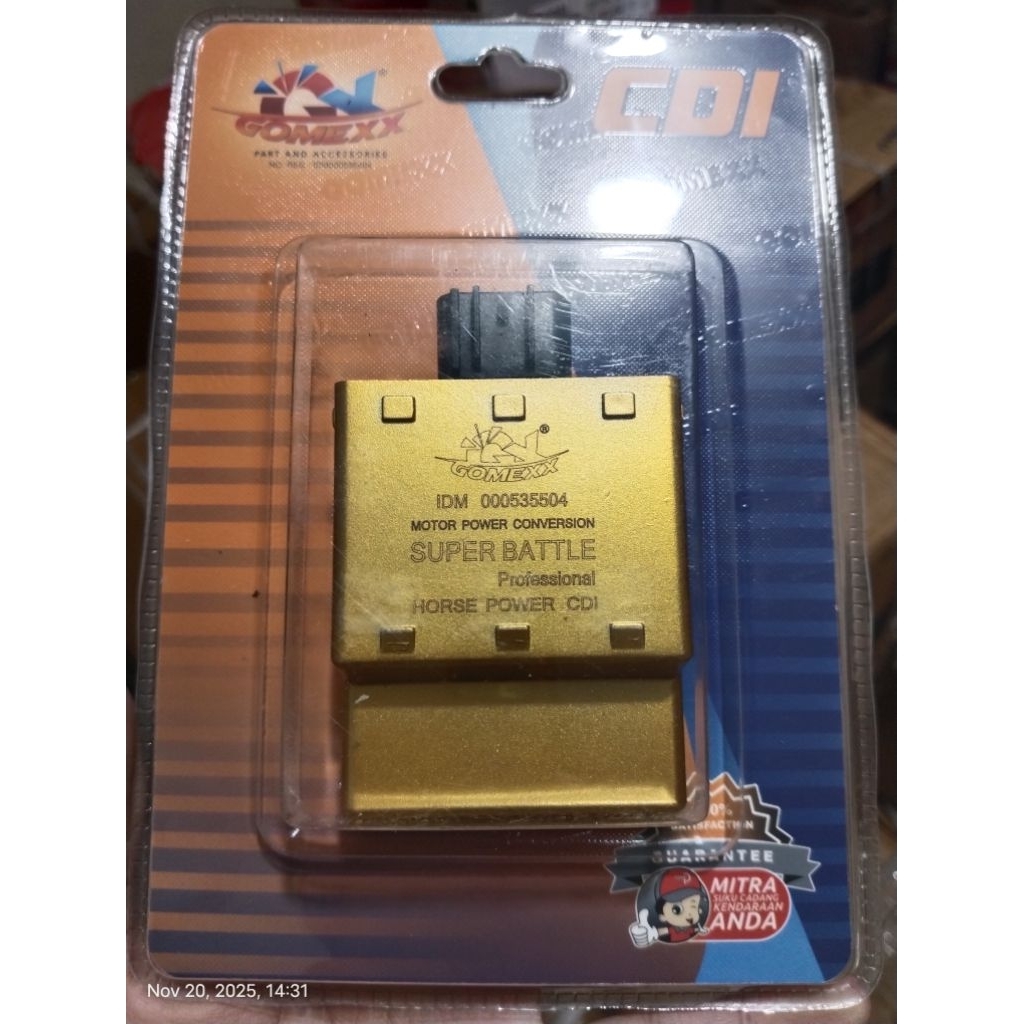 GOMEXX
®
PART AND ACCESSORIES
CDI
GOMEXX
®
IDM 000535504
MOTOR POWER CONVERSION
SUPER BATTLE
Professional
HORSE POWER CDI
SATISFACTION
GUARANTEE
MITRA
SUKU CADANG
KENDARAAN
ANDA
Nov 20, 2025, 14:31